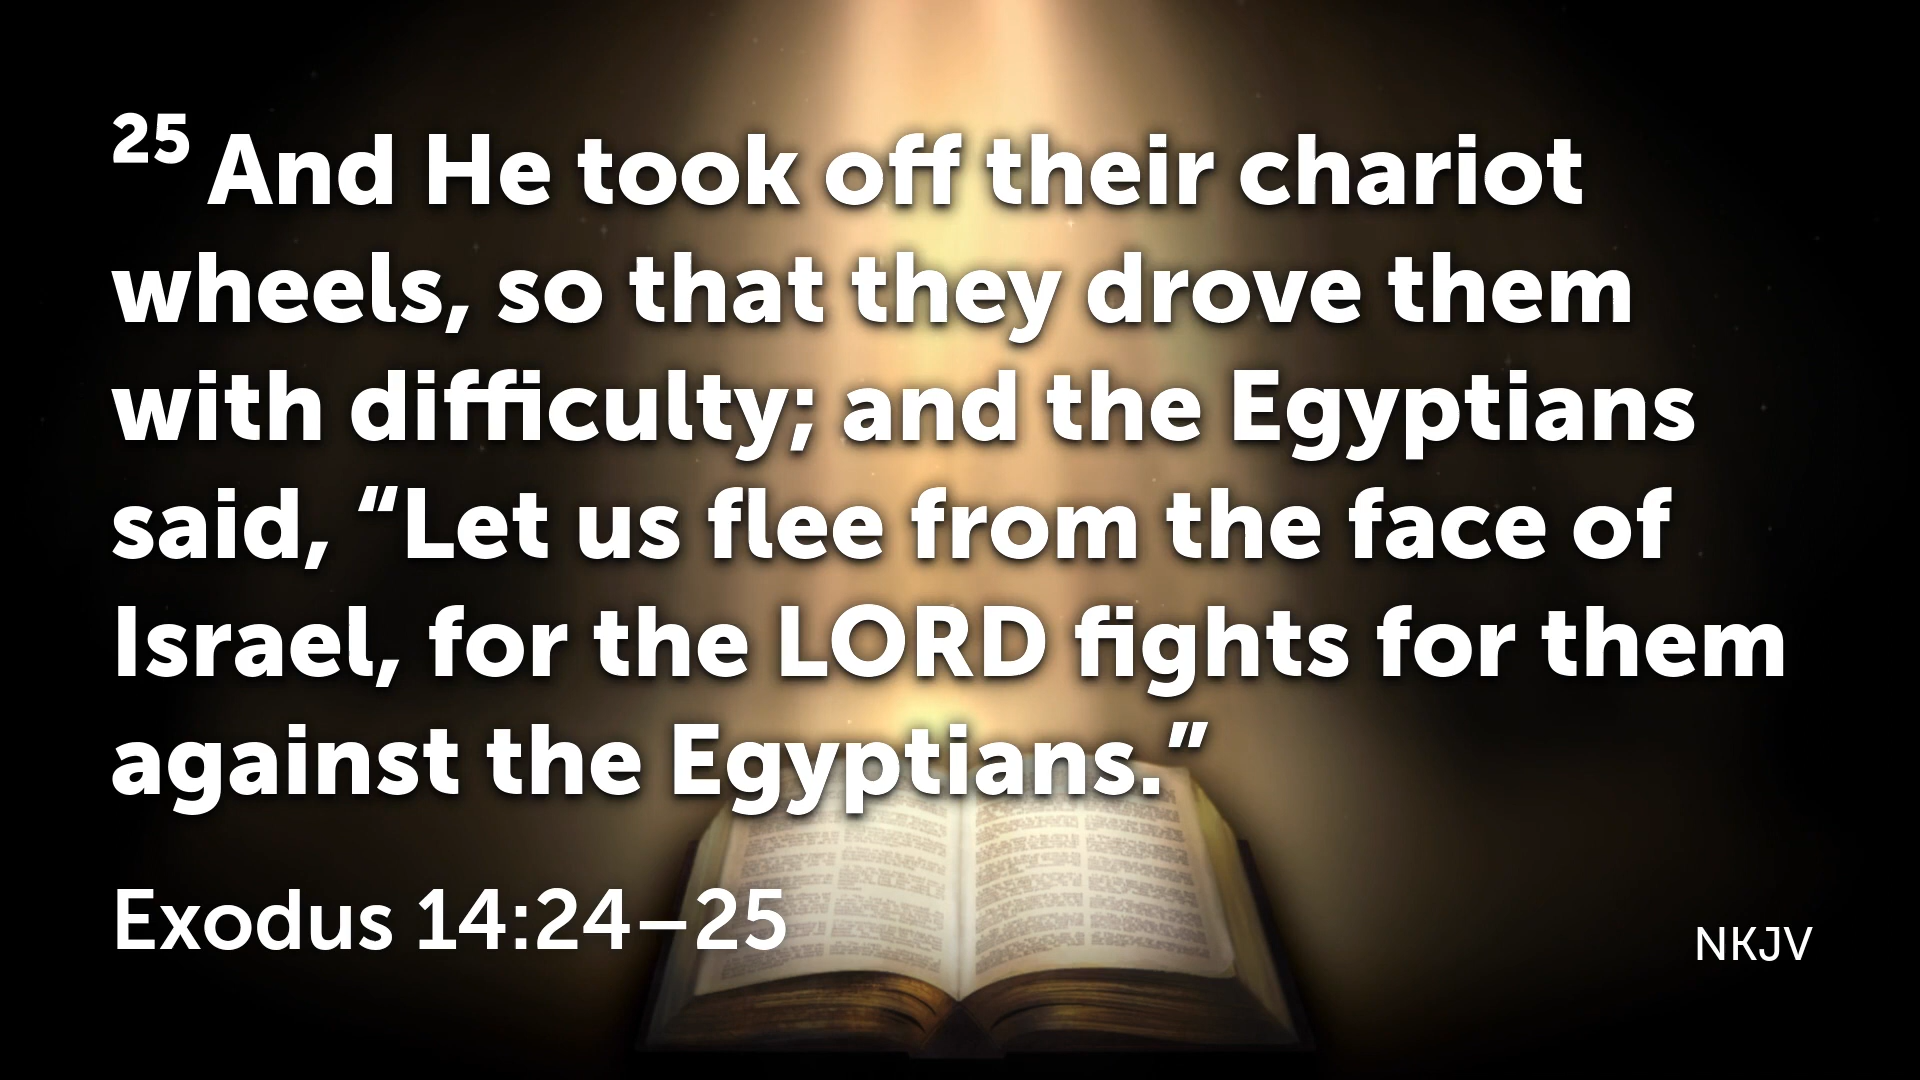 25 And He took off their chariot
wheels, so that they drove them
with difficulty; and the Egyptians
said, “Let us flee from the face of
Israel, for the LORD fights for them
against the Egyptians.”
Exodus 14:24–25
NKJV